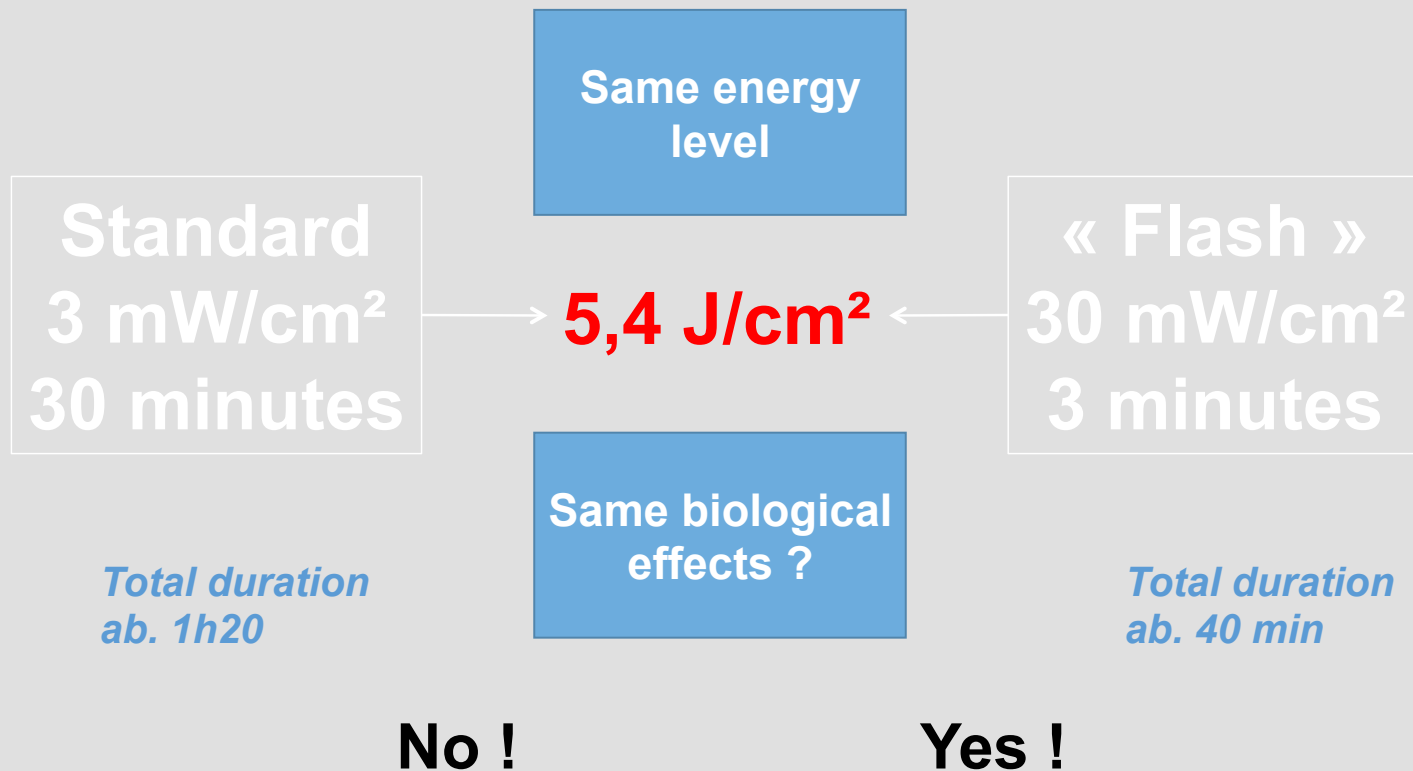 Same energy
level
Standard
3 mW/cm²
30 minutes
5,4 J/cm²
« Flash »
30 mW/cm²
3 minutes
Same biological
effects ?
Total duration
ab. 1h20
Total duration
ab. 40 min
No !
Yes !